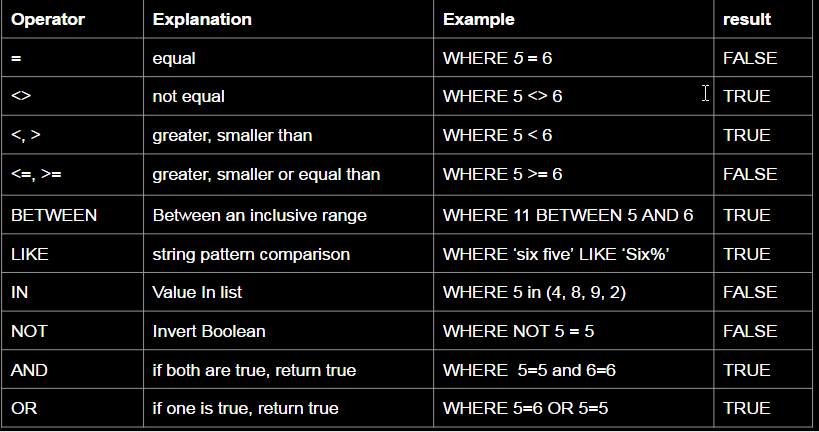 Operator Explanation Example result
= equal WHERE 5 = 6 FALSE
<> not equal WHERE 5 <> 6 TRUE
<, > greater, smaller than WHERE 5 < 6 TRUE
<=, >= greater, smaller or equal than WHERE 5 >= 6 FALSE
BETWEEN Between an inclusive range WHERE 11 BETWEEN 5 AND 6 TRUE
LIKE string pattern comparison WHERE ‘six five’ LIKE ‘Six%’ TRUE
IN Value In list WHERE 5 in (4, 8, 9, 2) FALSE
NOT Invert Boolean WHERE NOT 5 = 5 FALSE
AND if both are true, return true WHERE 5=5 and 6=6 TRUE
OR if one is true, return true WHERE 5=6 OR 5=5 TRUE